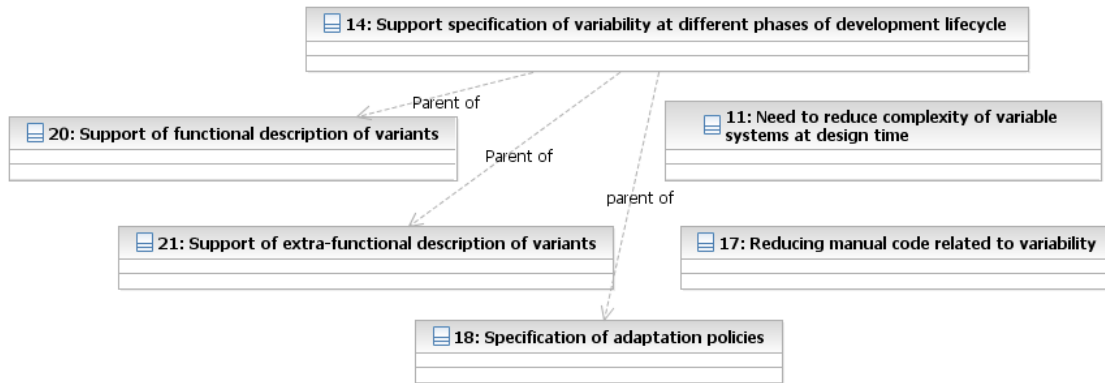 14: Support specification of variability at different phases of development lifecycle
Parent of
20: Support of functional description of variants
11: Need to reduce complexity of variable
systems at design time
Parent of
parent of
21: Support of extra-functional description of variants
17: Reducing manual code related to variability
18: Specification of adaptation policies